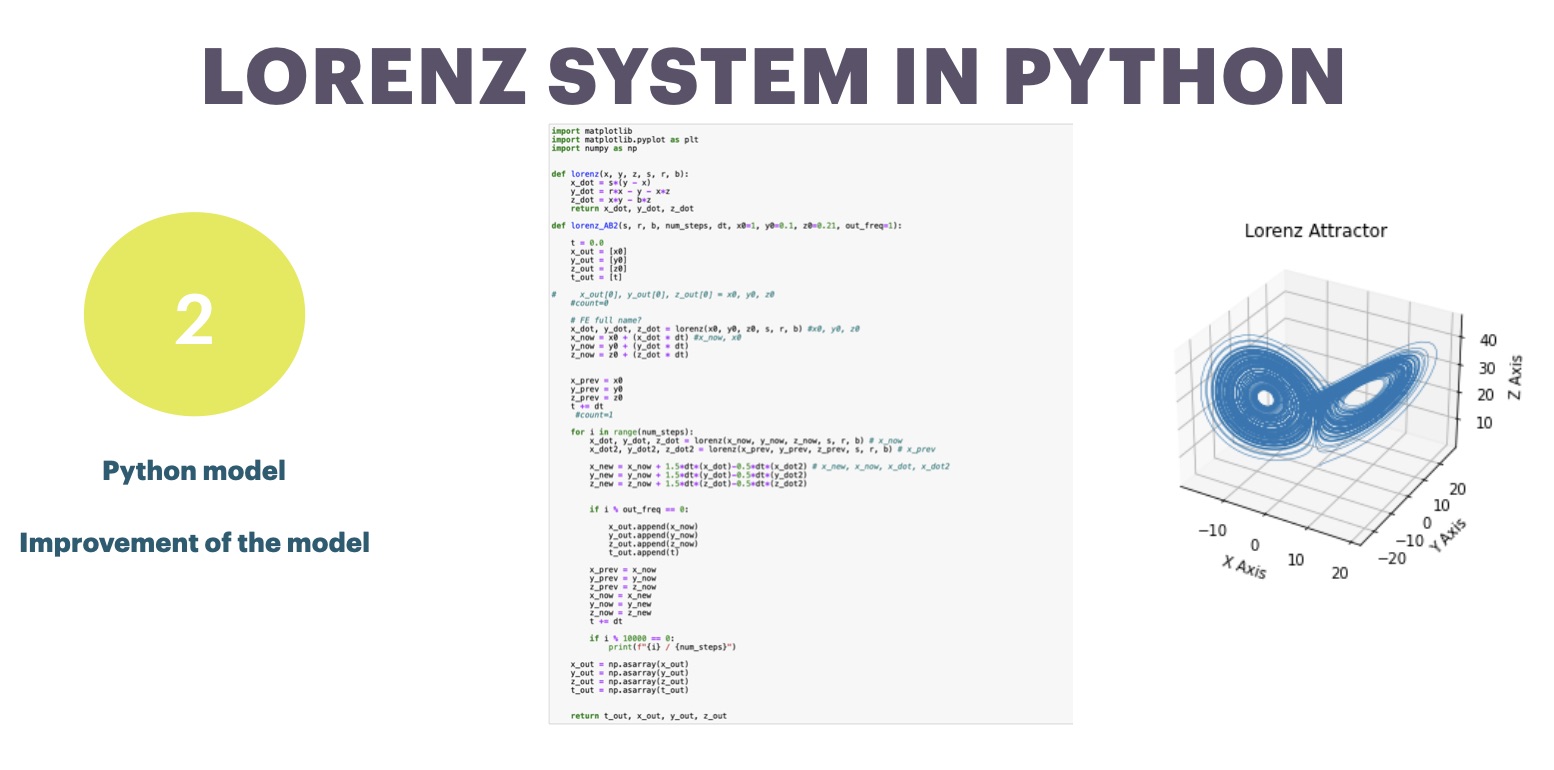 LORENZ SYSTEM IN PYTHON
2
Python model
Improvement of the model
import matplotlib
import matplotlib.pyplot as plt
import numpy as np
def lorenz(x, y, z, s, r, b):
    x_dot = s*(y - x)
    y_dot = r*x - y - x*z
    z_dot = x*y - b*z
    return x_dot, y_dot, z_dot
def lorenz_AB2(s, r, b, num_steps, dt, x0=1, y0=0.1, z0=0.21, out_freq=1):
    t = 0.0
    x_out = [x0]
    y_out = [y0]
    z_out = [z0]
    t_out = [t]
#     x_out[0], y_out[0], z_out[0] = x0, y0, z0
    #count=0
    # FE full name?
    x_dot, y_dot, z_dot = lorenz(x0, y0, z0, s, r, b) #x0, y0, z0
    x_now = x0 + (x_dot * dt) #x_now, x0
    y_now = y0 + (y_dot * dt)
    z_now = z0 + (z_dot * dt)
    x_prev = x0
    y_prev = y0
    z_prev = z0
    t += dt
     #count=1
    for i in range(num_steps):
        x_dot, y_dot, z_dot = lorenz(x_now, y_now, z_now, s, r, b) # x_now
        x_dot2, y_dot2, z_dot2 = lorenz(x_prev, y_prev, z_prev, s, r, b) # x_prev
        x_new = x_now + 1.5*dt*(x_dot)-0.5*dt*(x_dot2) # x_new, x_now, x_dot, x_dot2
        y_new = y_now + 1.5*dt*(y_dot)-0.5*dt*(y_dot2)
        z_new = z_now + 1.5*dt*(z_dot)-0.5*dt*(z_dot2)
        if i % out_freq == 0:
            x_out.append(x_now)
            y_out.append(y_now)
            z_out.append(z_now)
            t_out.append(t)
        x_prev = x_now
        y_prev = y_now
        z_prev = z_now
        x_now = x_new
        y_now = y_new
        z_now = z_new
        t += dt
        if i % 10000 == 0:
            print(f"{i} / {num_steps}")
    x_out = np.asarray(x_out)
    y_out = np.asarray(y_out)
    z_out = np.asarray(z_out)
    t_out = np.asarray(t_out)
    return t_out, x_out, y_out, z_out
Lorenz Attractor
40
30
20
10
Z Axis
20
10
0
−10
−20
Y Axis
−10
0
10
20
X Axis